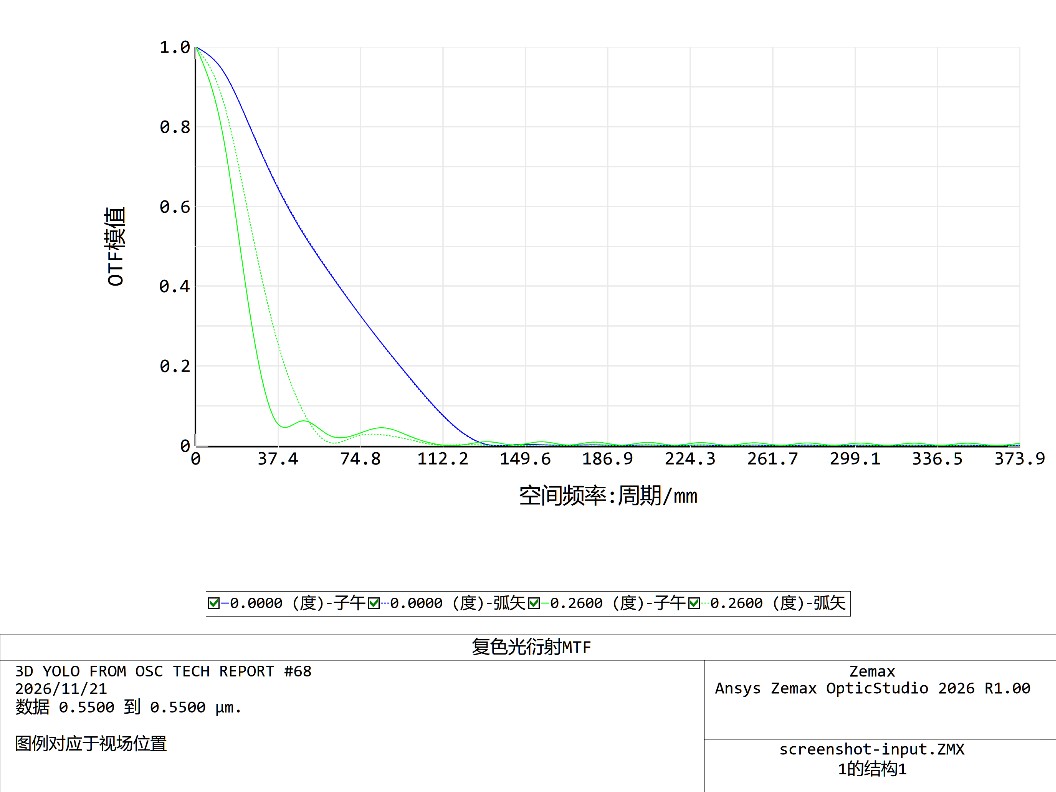 1.0
0.8
0.6
0.4
0.2
0
OTF模值
0 37.4 74.8 112.2 149.6 186.9 224.3 261.7 299.1 336.5 373.9
空间频率:周期/mm
0.0000 (度)-子午 0.0000 (度)-弧矢 0.2600 (度)-子午 0.2600 (度)-弧矢
复色光衍射MTF
3D YOLO FROM OSC TECH REPORT #68
2026/11/21
数据 0.5500 到 0.5500 µm.
图例对应于视场位置
Zemax
Ansys Zemax OpticStudio 2026 R1.00
screenshot-input.ZMX
1的结构1